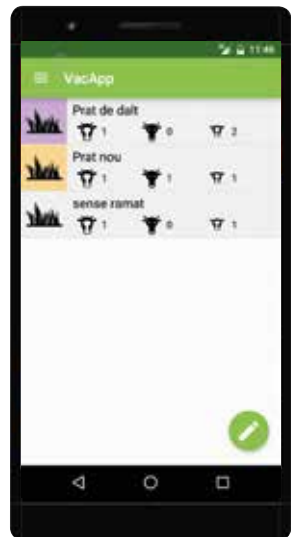 11:46
VacApp
Prat de dalt
1 0 2
Prat nou
1 1 1
sense ramat
1 0 1